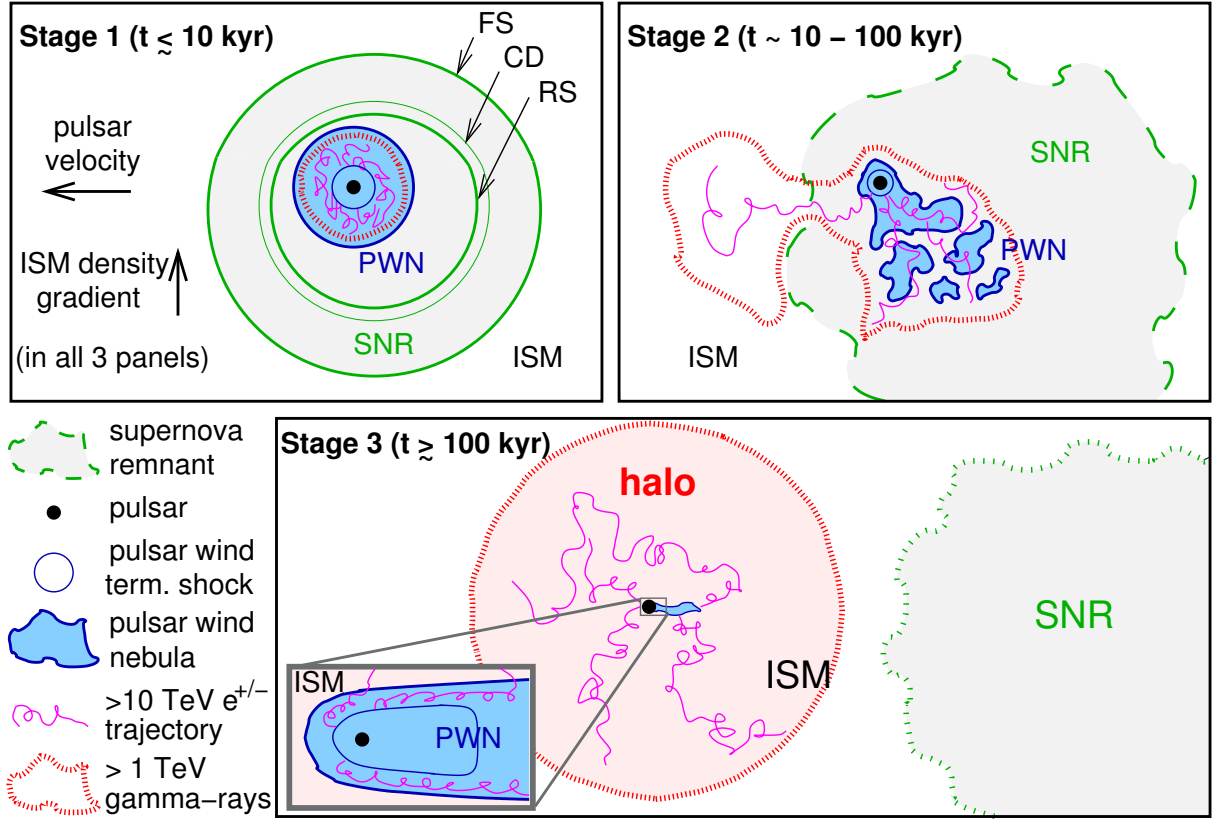 Stage 1 (t ≲ 10 kyr)
FS
CD
RS
pulsar
velocity
ISM density
gradient
(in all 3 panels)
PWN
SNR
ISM
Stage 2 (t ~ 10 − 100 kyr)
SNR
PWN
ISM
supernova
remnant
pulsar
pulsar wind
term. shock
pulsar wind
nebula
>10 TeV e+/−
trajectory
> 1 TeV
gamma−rays
Stage 3 (t ≳ 100 kyr)
halo
ISM
SNR
ISM
PWN